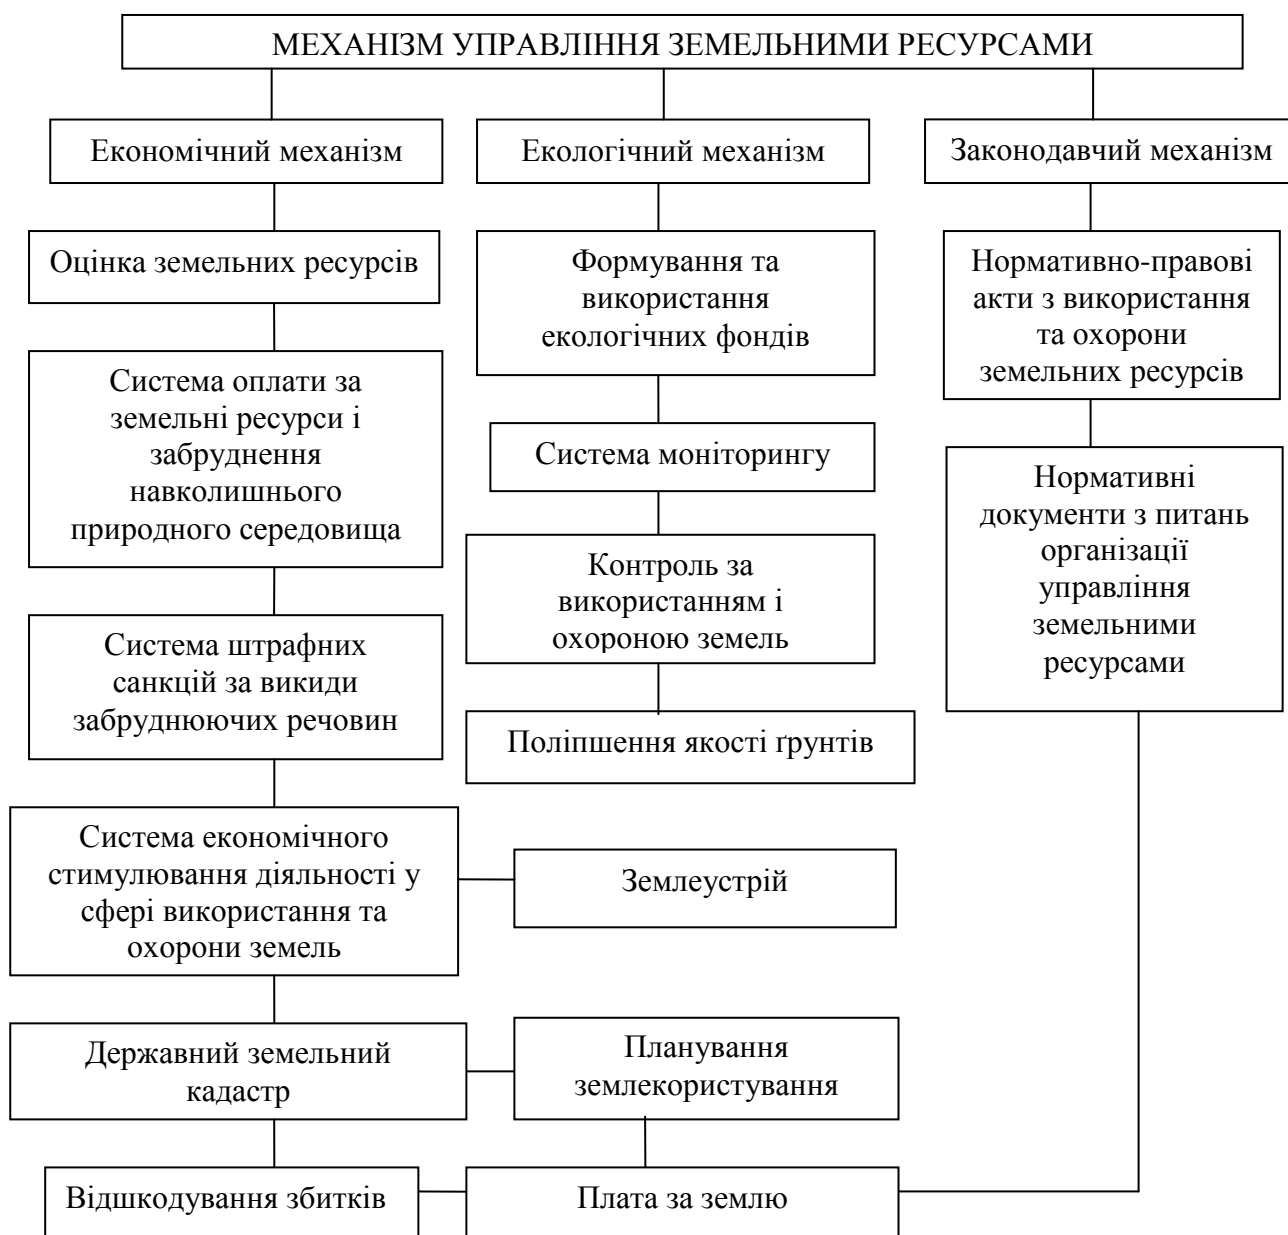 МЕХАНІЗМ УПРАВЛІННЯ ЗЕМЕЛЬНИМИ РЕСУРСАМИ
Економічний механізм
Екологічний механізм
Законодавчий механізм
Оцінка земельних ресурсів
Формування та
використання
екологічних фондів
Нормативно-правові
акти з використання
та охорони
земельних ресурсів
Система оплати за
земельні ресурси і
забруднення
навколишнього
природного середовища
Система моніторингу
Нормативні
документи з питань
організації
управління
земельними
ресурсами
Контроль за
використанням і
охороною земель
Система штрафних
санкцій за викиди
забруднюючих речовин
Поліпшення якості ґрунтів
Система економічного
стимулювання діяльності у
сфері використання та
охорони земель
Землеустрій
Державний земельний
кадастр
Планування
землекористування
Відшкодування збитків
Плата за землю